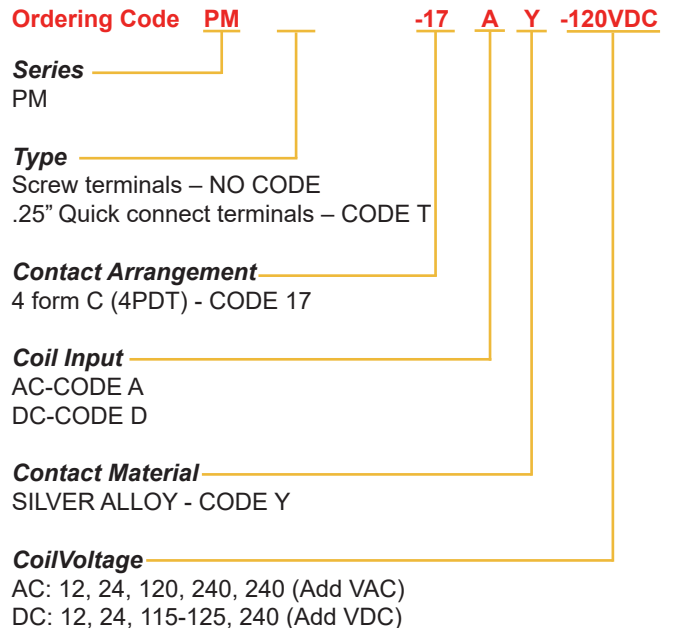 Ordering Code PM -17 A Y -120VDC
Series
PM
Type
Screw terminals – NO CODE
.25” Quick connect terminals – CODE T
Contact Arrangement
4 form C (4PDT) - CODE 17
Coil Input
AC-CODE A
DC-CODE D
Contact Material
SILVER ALLOY - CODE Y
CoilVoltage
AC: 12, 24, 120, 240, 240 (Add VAC)
DC: 12, 24, 115-125, 240 (Add VDC)